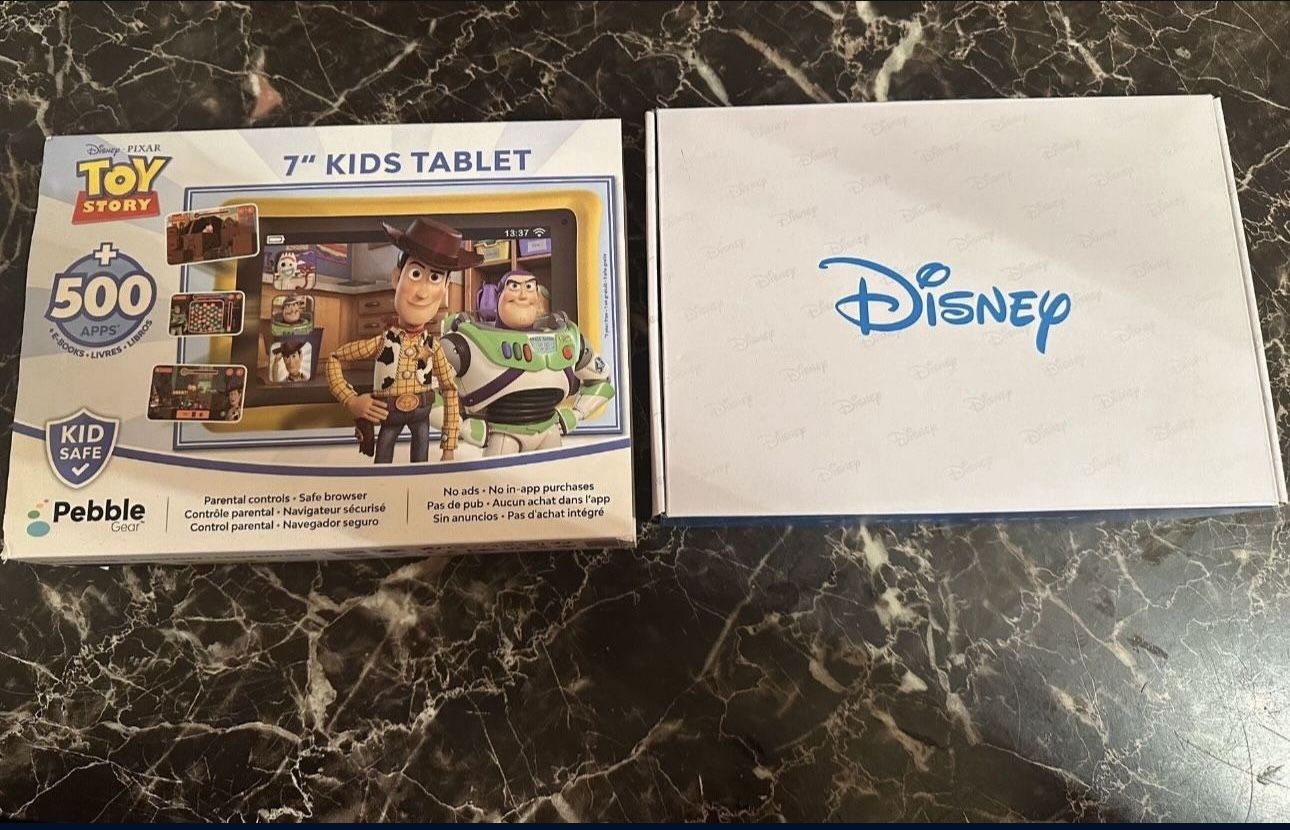 Disney · PIXAR
TOY
STORY
7" KIDS TABLET
+
500
APPS*
• E-BOOKS • LIVRES • LIBROS
13:37
KID
SAFE
Pebble
Gear™
Parental controls • Safe browser
Contrôle parental • Navigateur sécurisé
Control parental • Navegador seguro
No ads • No in-app purchases
Pas de pub • Aucun achat dans l'app
Sin anuncios • Pas d'achat intégré
Disney